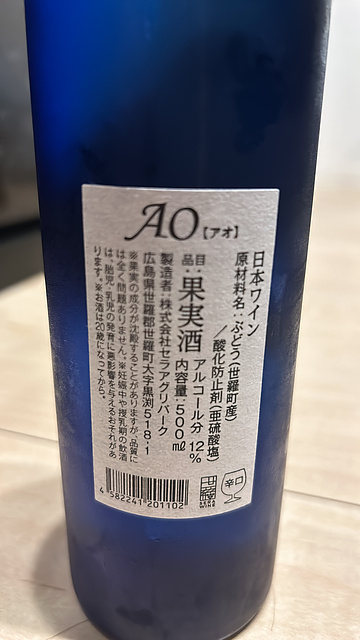 AO【アオ】
日本ワイン
原材料名：ぶどう（世羅町産）
／酸化防止剤（亜硫酸塩）
品目：果実酒 アルコール分 12%
内容量：500㎖
製造者：株式会社セラアグリパーク
広島県世羅郡世羅町大字黒渕518-1
※果実の成分が沈殿することがありますが、品質に
は全く問題ありません。※妊娠中や授乳期の飲酒
は、胎児・乳児の発育に悪影響を与えるおそれがあ
ります。※お酒は20歳になってから。
辛口
SERA
WINE
4 582241 201102